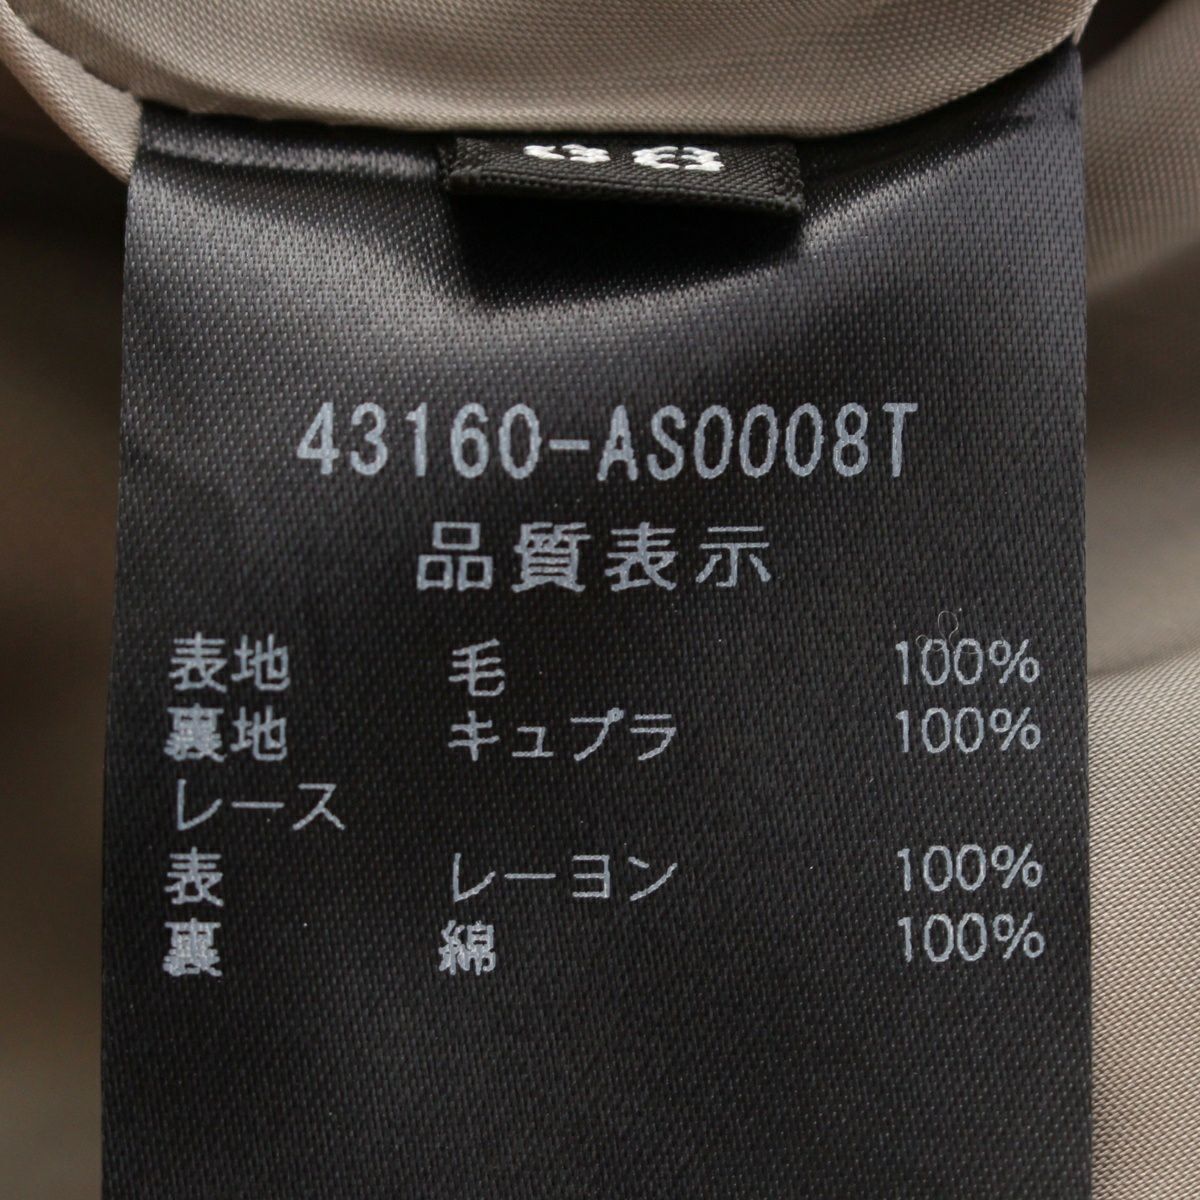 43160-AS0008T
品質表示
表地 毛 100%
裏地 キュプラ 100%
レース
表 レーヨン 100%
裏 綿 100%